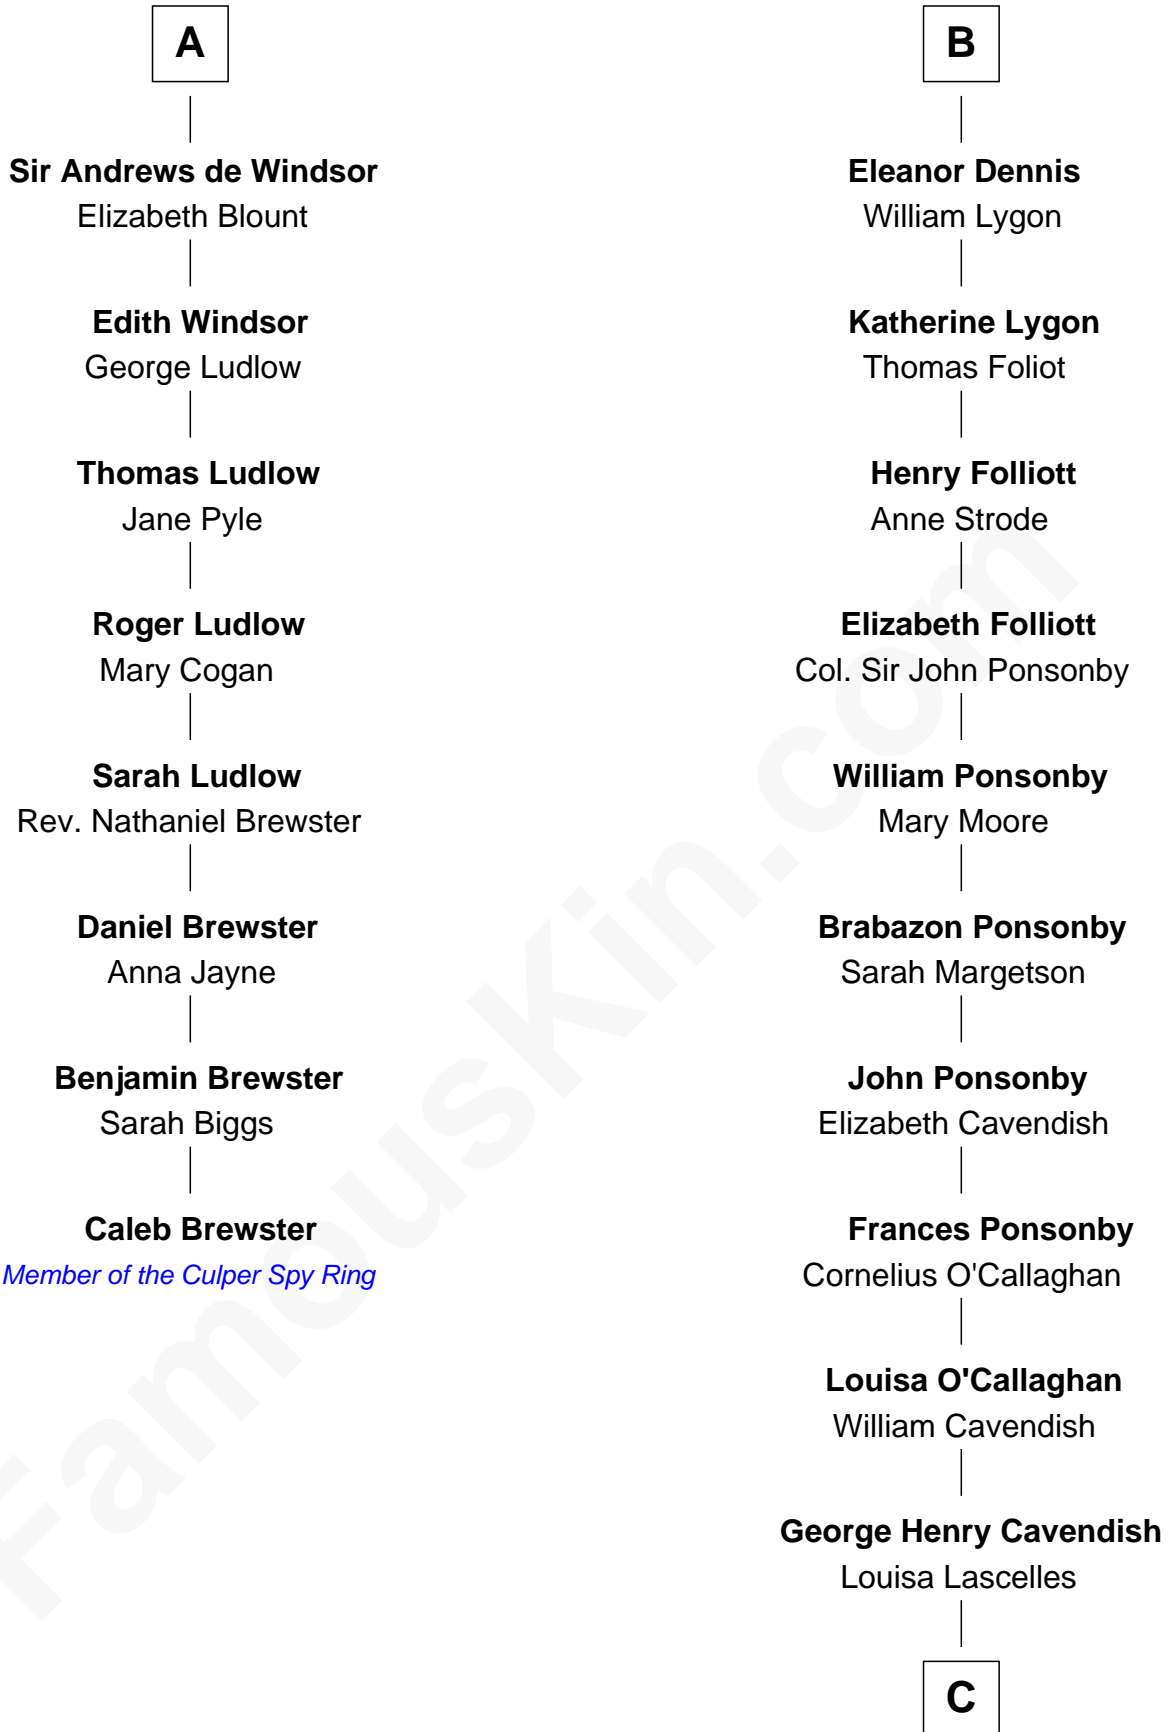 A
Sir Andrews de Windsor
Elizabeth Blount
Edith Windsor
George Ludlow
Thomas Ludlow
Jane Pyle
Roger Ludlow
Mary Cogan
Sarah Ludlow
Rev. Nathaniel Brewster
Daniel Brewster
Anna Jayne
Benjamin Brewster
Sarah Biggs
Caleb Brewster
Member of the Culper Spy Ring
B
Eleanor Dennis
William Lygon
Katherine Lygon
Thomas Foliot
Henry Folliott
Anne Strode
Elizabeth Folliott
Col. Sir John Ponsonby
William Ponsonby
Mary Moore
Brabazon Ponsonby
Sarah Margetson
John Ponsonby
Elizabeth Cavendish
Frances Ponsonby
Cornelius O'Callaghan
Louisa O'Callaghan
William Cavendish
George Henry Cavendish
Louisa Lascelles
C
FamousKin.com